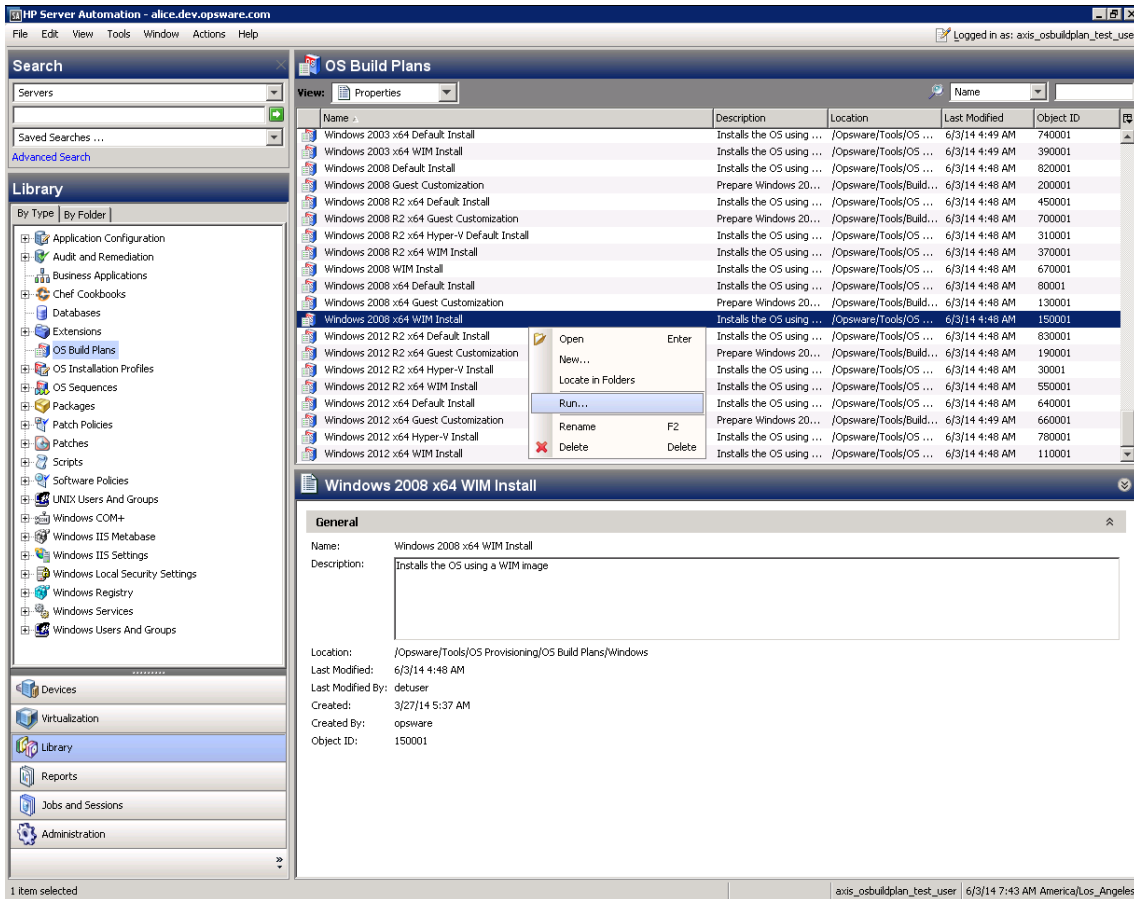 HP Server Automation - alice.dev.opsware.com
File Edit View Tools Window Actions Help
Logged in as: axis_osbuildplan_test_use
Search
Servers
Saved Searches ...
Advanced Search
Library
By Type By Folder
Application Configuration
Audit and Remediation
Business Applications
Chef Cookbooks
Databases
Extensions
OS Build Plans
OS Installation Profiles
OS Sequences
Packages
Patch Policies
Patches
Scripts
Software Policies
UNIX Users And Groups
Windows COM+
Windows IIS Metabase
Windows IIS Settings
Windows Local Security Settings
Windows Registry
Windows Services
Windows Users And Groups
Devices
Virtualization
Library
Reports
Jobs and Sessions
Administration
OS Build Plans
View: Properties Name
Name Description Location Last Modified Object ID
Windows 2003 x64 Default Install Installs the OS using ... /Opsware/Tools/OS ... 6/3/14 4:49 AM 740001
Windows 2003 x64 WIM Install Installs the OS using ... /Opsware/Tools/OS ... 6/3/14 4:49 AM 390001
Windows 2008 Default Install Installs the OS using ... /Opsware/Tools/OS ... 6/3/14 4:48 AM 820001
Windows 2008 Guest Customization Prepare Windows 20... /Opsware/Tools/Build... 6/3/14 4:48 AM 200001
Windows 2008 R2 x64 Default Install Installs the OS using ... /Opsware/Tools/OS ... 6/3/14 4:48 AM 450001
Windows 2008 R2 x64 Guest Customization Prepare Windows 20... /Opsware/Tools/Build... 6/3/14 4:48 AM 700001
Windows 2008 R2 x64 Hyper-V Default Install Installs the OS using ... /Opsware/Tools/OS ... 6/3/14 4:48 AM 310001
Windows 2008 R2 x64 WIM Install Installs the OS using ... /Opsware/Tools/OS ... 6/3/14 4:48 AM 370001
Windows 2008 WIM Install Installs the OS using ... /Opsware/Tools/OS ... 6/3/14 4:48 AM 670001
Windows 2008 x64 Default Install Installs the OS using ... /Opsware/Tools/OS ... 6/3/14 4:48 AM 80001
Windows 2008 x64 Guest Customization Prepare Windows 20... /Opsware/Tools/Build... 6/3/14 4:48 AM 130001
Windows 2008 x64 WIM Install Installs the OS using ... /Opsware/Tools/OS ... 6/3/14 4:48 AM 150001
Windows 2012 R2 x64 Default Install Installs the OS using ... /Opsware/Tools/OS ... 6/3/14 4:48 AM 830001
Windows 2012 R2 x64 Guest Customization Prepare Windows 20... /Opsware/Tools/Build... 6/3/14 4:48 AM 190001
Windows 2012 R2 x64 Hyper-V Install Installs the OS using ... /Opsware/Tools/OS ... 6/3/14 4:48 AM 30001
Windows 2012 R2 x64 WIM Install Installs the OS using ... /Opsware/Tools/OS ... 6/3/14 4:48 AM 550001
Windows 2012 x64 Default Install Installs the OS using ... /Opsware/Tools/OS ... 6/3/14 4:48 AM 640001
Windows 2012 x64 Guest Customization Prepare Windows 20... /Opsware/Tools/Build... 6/3/14 4:49 AM 660001
Windows 2012 x64 Hyper-V Install Installs the OS using ... /Opsware/Tools/OS ... 6/3/14 4:48 AM 780001
Windows 2012 x64 WIM Install Installs the OS using ... /Opsware/Tools/OS ... 6/3/14 4:48 AM 110001
Open Enter
New...
Locate in Folders
Run...
Rename F2
Delete Delete
Windows 2008 x64 WIM Install
General
Name: Windows 2008 x64 WIM Install
Description: Installs the OS using a WIM image
Location: /Opsware/Tools/OS Provisioning/OS Build Plans/Windows
Last Modified: 6/3/14 4:48 AM
Last Modified By: detuser
Created: 3/27/14 5:37 AM
Created By: opsware
Object ID: 150001
1 item selected
axis_osbuildplan_test_user 6/3/14 7:43 AM America/Los_Angeles